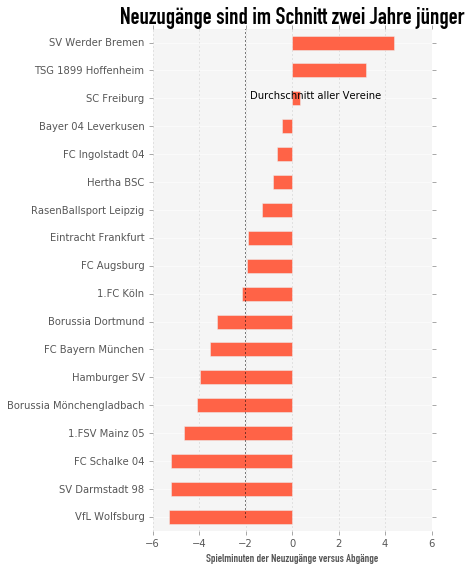 Neuzugänge sind im Schnitt zwei Jahre jünger
SV Werder Bremen
TSG 1899 Hoffenheim
SC Freiburg
Durchschnitt aller Vereine
Bayer 04 Leverkusen
FC Ingolstadt 04
Hertha BSC
RasenBallsport Leipzig
Eintracht Frankfurt
FC Augsburg
1.FC Köln
Borussia Dortmund
FC Bayern München
Hamburger SV
Borussia Mönchengladbach
1.FSV Mainz 05
FC Schalke 04
SV Darmstadt 98
VfL Wolfsburg
−6 −4 −2 0 2 4 6
Spielminuten der Neuzugänge versus Abgänge